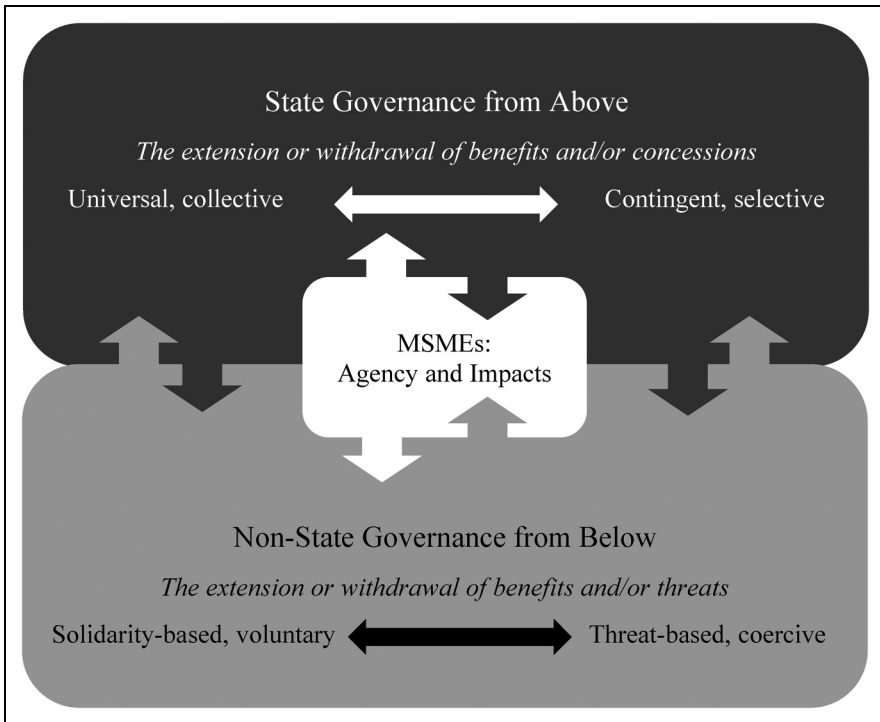 State Governance from Above
The extension or withdrawal of benefits and/or concessions
Universal, collective
Contingent, selective
MSMEs:
Agency and Impacts
Non-State Governance from Below
The extension or withdrawal of benefits and/or threats
Solidarity-based, voluntary
Threat-based, coercive